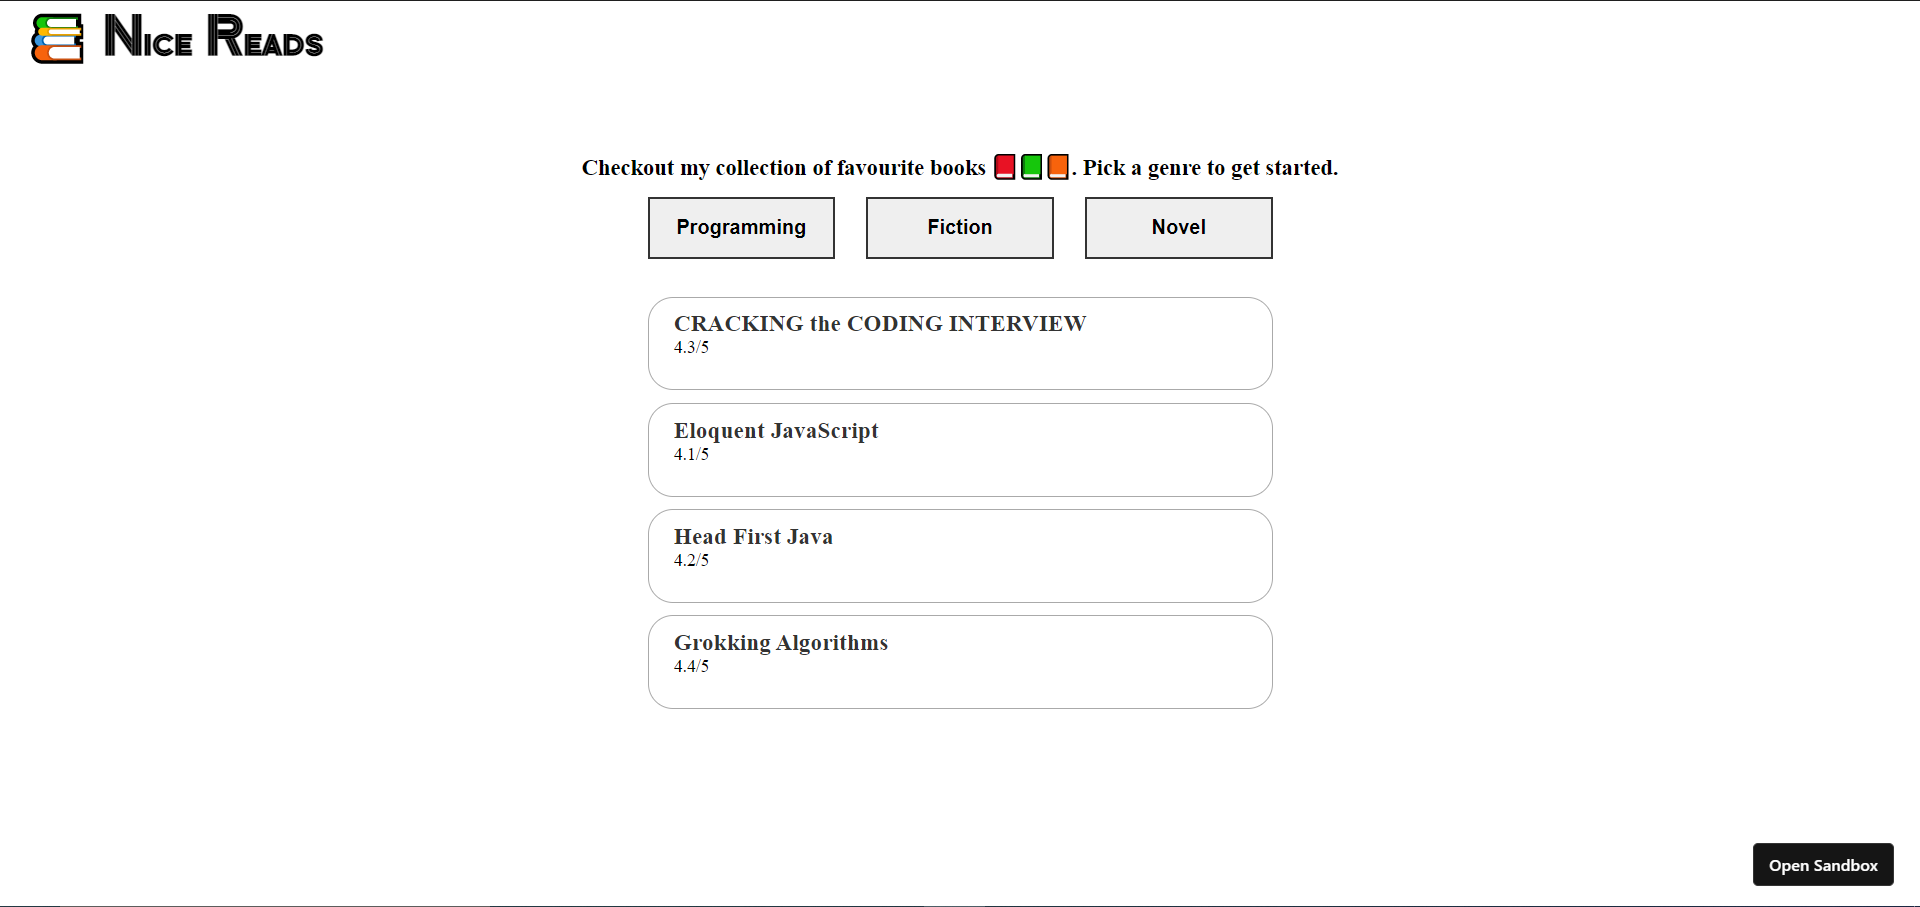 Nice Reads
Checkout my collection of favourite books 📕📗📙. Pick a genre to get started.
Programming
Fiction
Novel
CRACKING the CODING INTERVIEW
4.3/5
Eloquent JavaScript
4.1/5
Head First Java
4.2/5
Grokking Algorithms
4.4/5
Open Sandbox